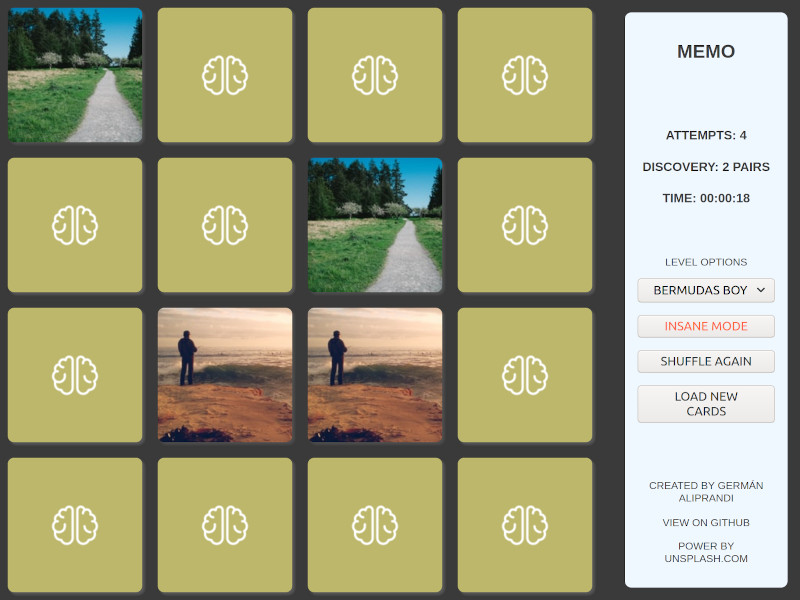 MEMO
ATTEMPTS: 4
DISCOVERY: 2 PAIRS
TIME: 00:00:18
LEVEL OPTIONS
BERMUDAS BOY
INSANE MODE
SHUFFLE AGAIN
LOAD NEW
CARDS
CREATED BY GERMÁN
ALIPRANDI
VIEW ON GITHUB
POWER BY
UNSPLASH.COM